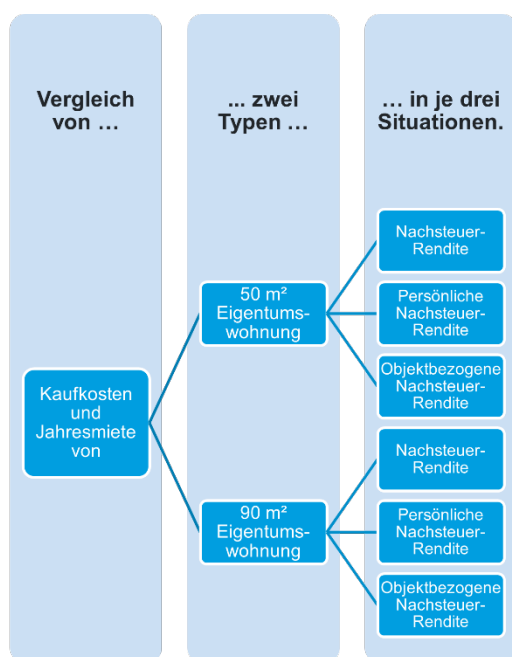 Vergleich
von …
... zwei
Typen …
… in je drei
Situationen.
Kaufkosten
und
Jahresmiete
von
50 m²
Eigentums-
wohnung
Nachsteuer-
Rendite
Persönliche
Nachsteuer-
Rendite
Objektbezogene
Nachsteuer-
Rendite
90 m²
Eigentums-
wohnung
Nachsteuer-
Rendite
Persönliche
Nachsteuer-
Rendite
Objektbezogene
Nachsteuer-
Rendite